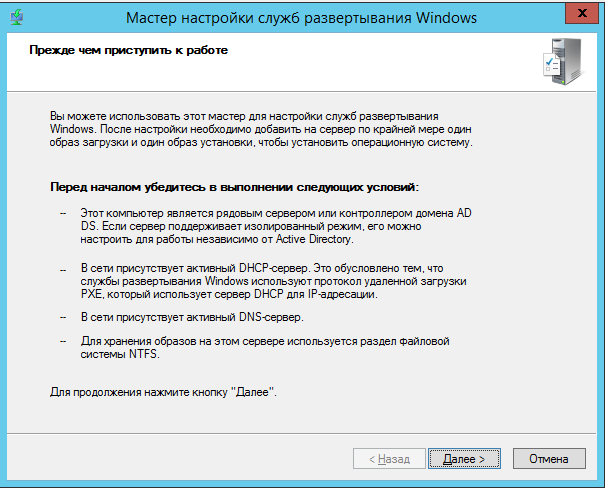 Мастер настройки служб развертывания Windows
x
Прежде чем приступить к работе
Вы можете использовать этот мастер для настройки служб развертывания
Windows. После настройки необходимо добавить на сервер по крайней мере один
образ загрузки и один образ установки, чтобы установить операционную систему.
Перед началом убедитесь в выполнении следующих условий:
-- Этот компьютер является рядовым сервером или контроллером домена AD
DS. Если сервер поддерживает изолированный режим, его можно
настроить для работы независимо от Active Directory.
-- В сети присутствует активный DHCP-сервер. Это обусловлено тем, что
службы развертывания Windows используют протокол удаленной загрузки
PXE, который использует сервер DHCP для IP-адресации.
-- В сети присутствует активный DNS-сервер.
-- Для хранения образов на этом сервере используется раздел файловой
системы NTFS.
Для продолжения нажмите кнопку "Далее".
< Назад Далее > Отмена